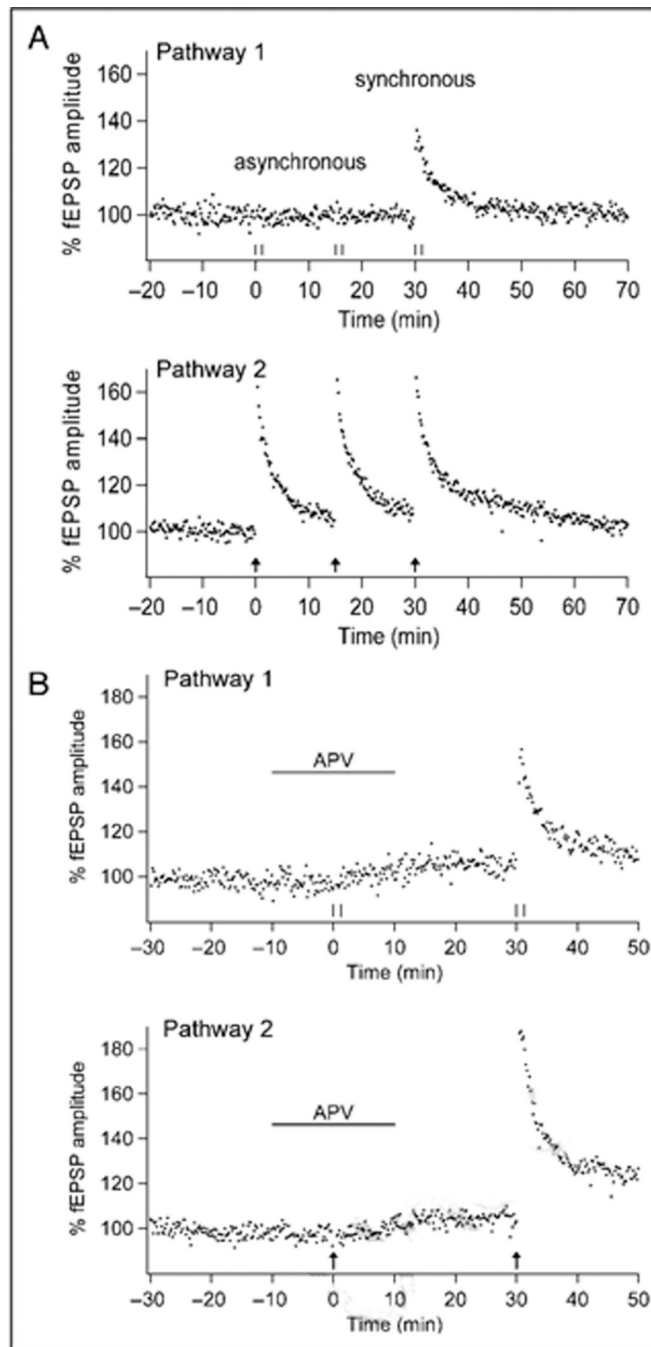 A
Pathway 1
synchronous
asynchronous
% fEPSP amplitude
160
140
120
100
–20 –10 0 10 20 30 40 50 60 70
Time (min)
Pathway 2
% fEPSP amplitude
160
140
120
100
–20 –10 0 10 20 30 40 50 60 70
Time (min)
B
Pathway 1
APV
% fEPSP amplitude
180
160
140
120
100
–30 –20 –10 0 10 20 30 40 50
Time (min)
Pathway 2
APV
% fEPSP amplitude
180
160
140
120
100
–30 –20 –10 0 10 20 30 40 50
Time (min)